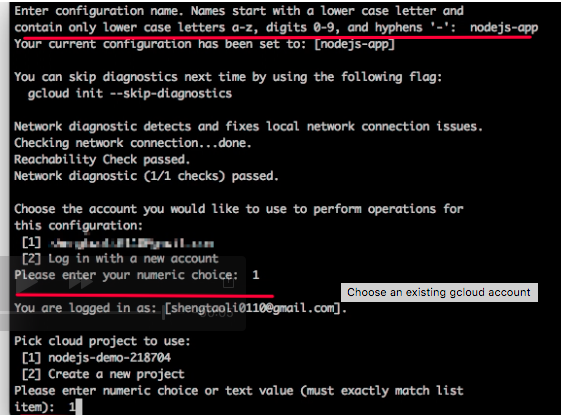 Enter configuration name. Names start with a lower case letter and
contain only lower case letters a-z, digits 0-9, and hyphens '-':  nodejs-app
Your current configuration has been set to: [nodejs-app]
You can skip diagnostics next time by using the following flag:
gcloud init --skip-diagnostics
Network diagnostic detects and fixes local network connection issues.
Checking network connection...done.
Reachability Check passed.
Network diagnostic (1/1 checks) passed.
Choose the account you would like to use to perform operations for
this configuration:
[1]
[2] Log in with a new account
Please enter your numeric choice:  1
Choose an existing gcloud account
You are logged in as: [shengtaoli0110@gmail.com].
Pick cloud project to use:
[1] nodejs-demo-218704
[2] Create a new project
Please enter numeric choice or text value (must exactly match list
item):  1